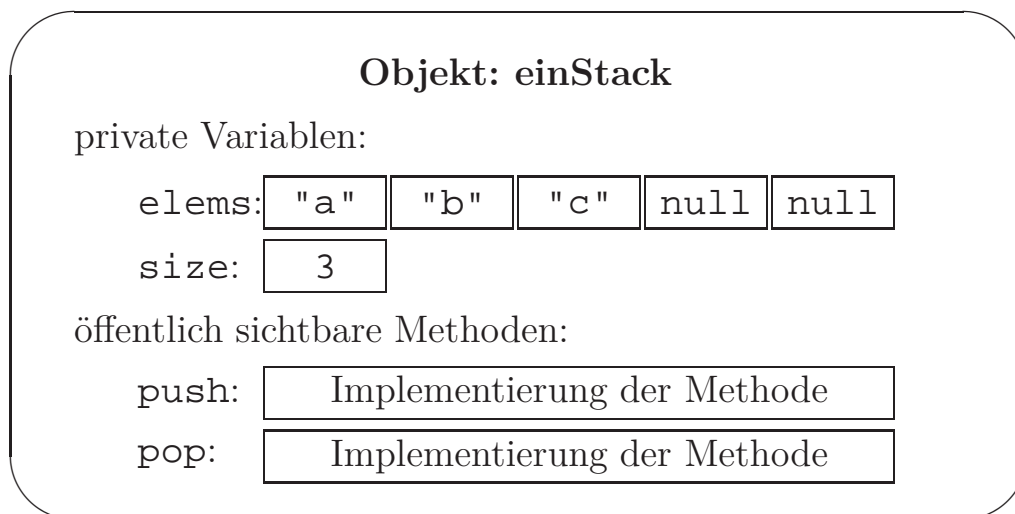 Objekt: einStack
private Variablen:
elems: "a" "b" "c" null null
size: 3
öffentlich sichtbare Methoden:
push: Implementierung der Methode
pop: Implementierung der Methode